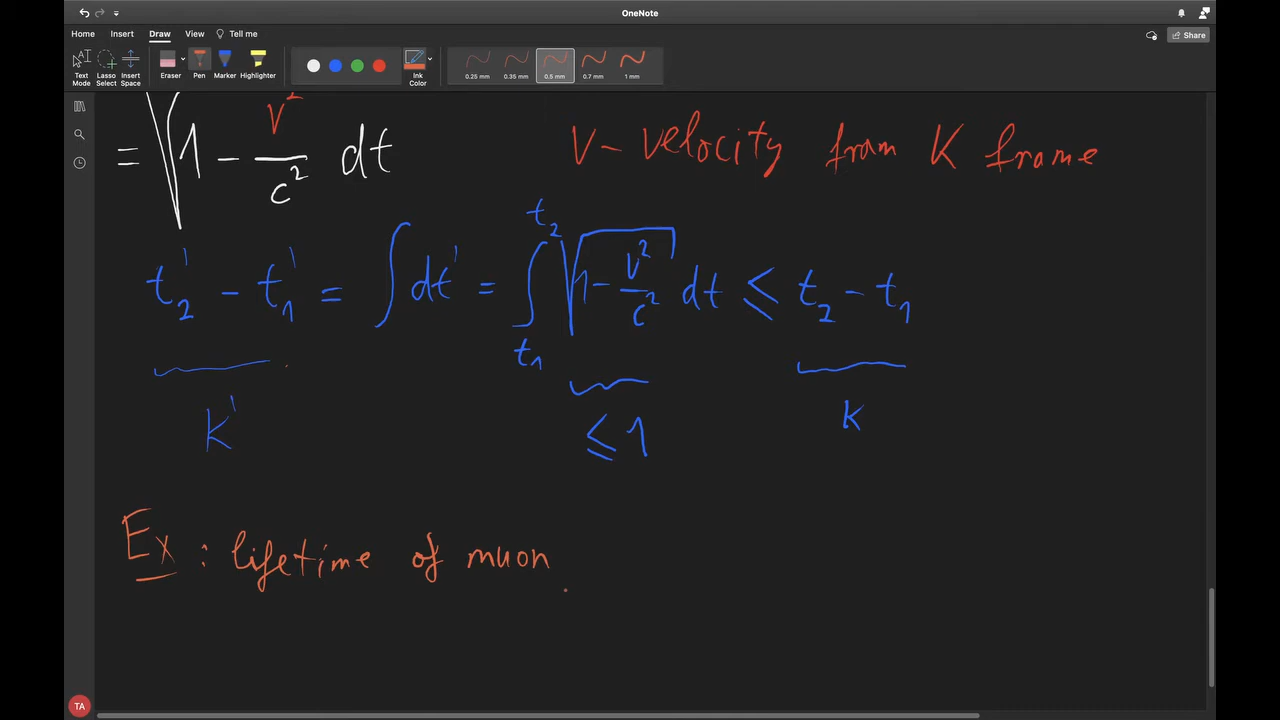 OneNote
Home Insert Draw View Tell me
Share
Text Mode Lasso Select Insert Space Eraser Pen Marker Highlighter Ink Color 0.25 mm 0.35 mm 0.5 mm 0.7 mm 1 mm
= √(1 - v²/c²) dt v - velocity from K frame
t₂' - t₁' = ∫ dt' = ∫_{t₁}^{t₂} √(1 - v²/c²) dt ≤ t₂ - t₁
K' ≤ 1 K
Ex : lifetime of muon
TA